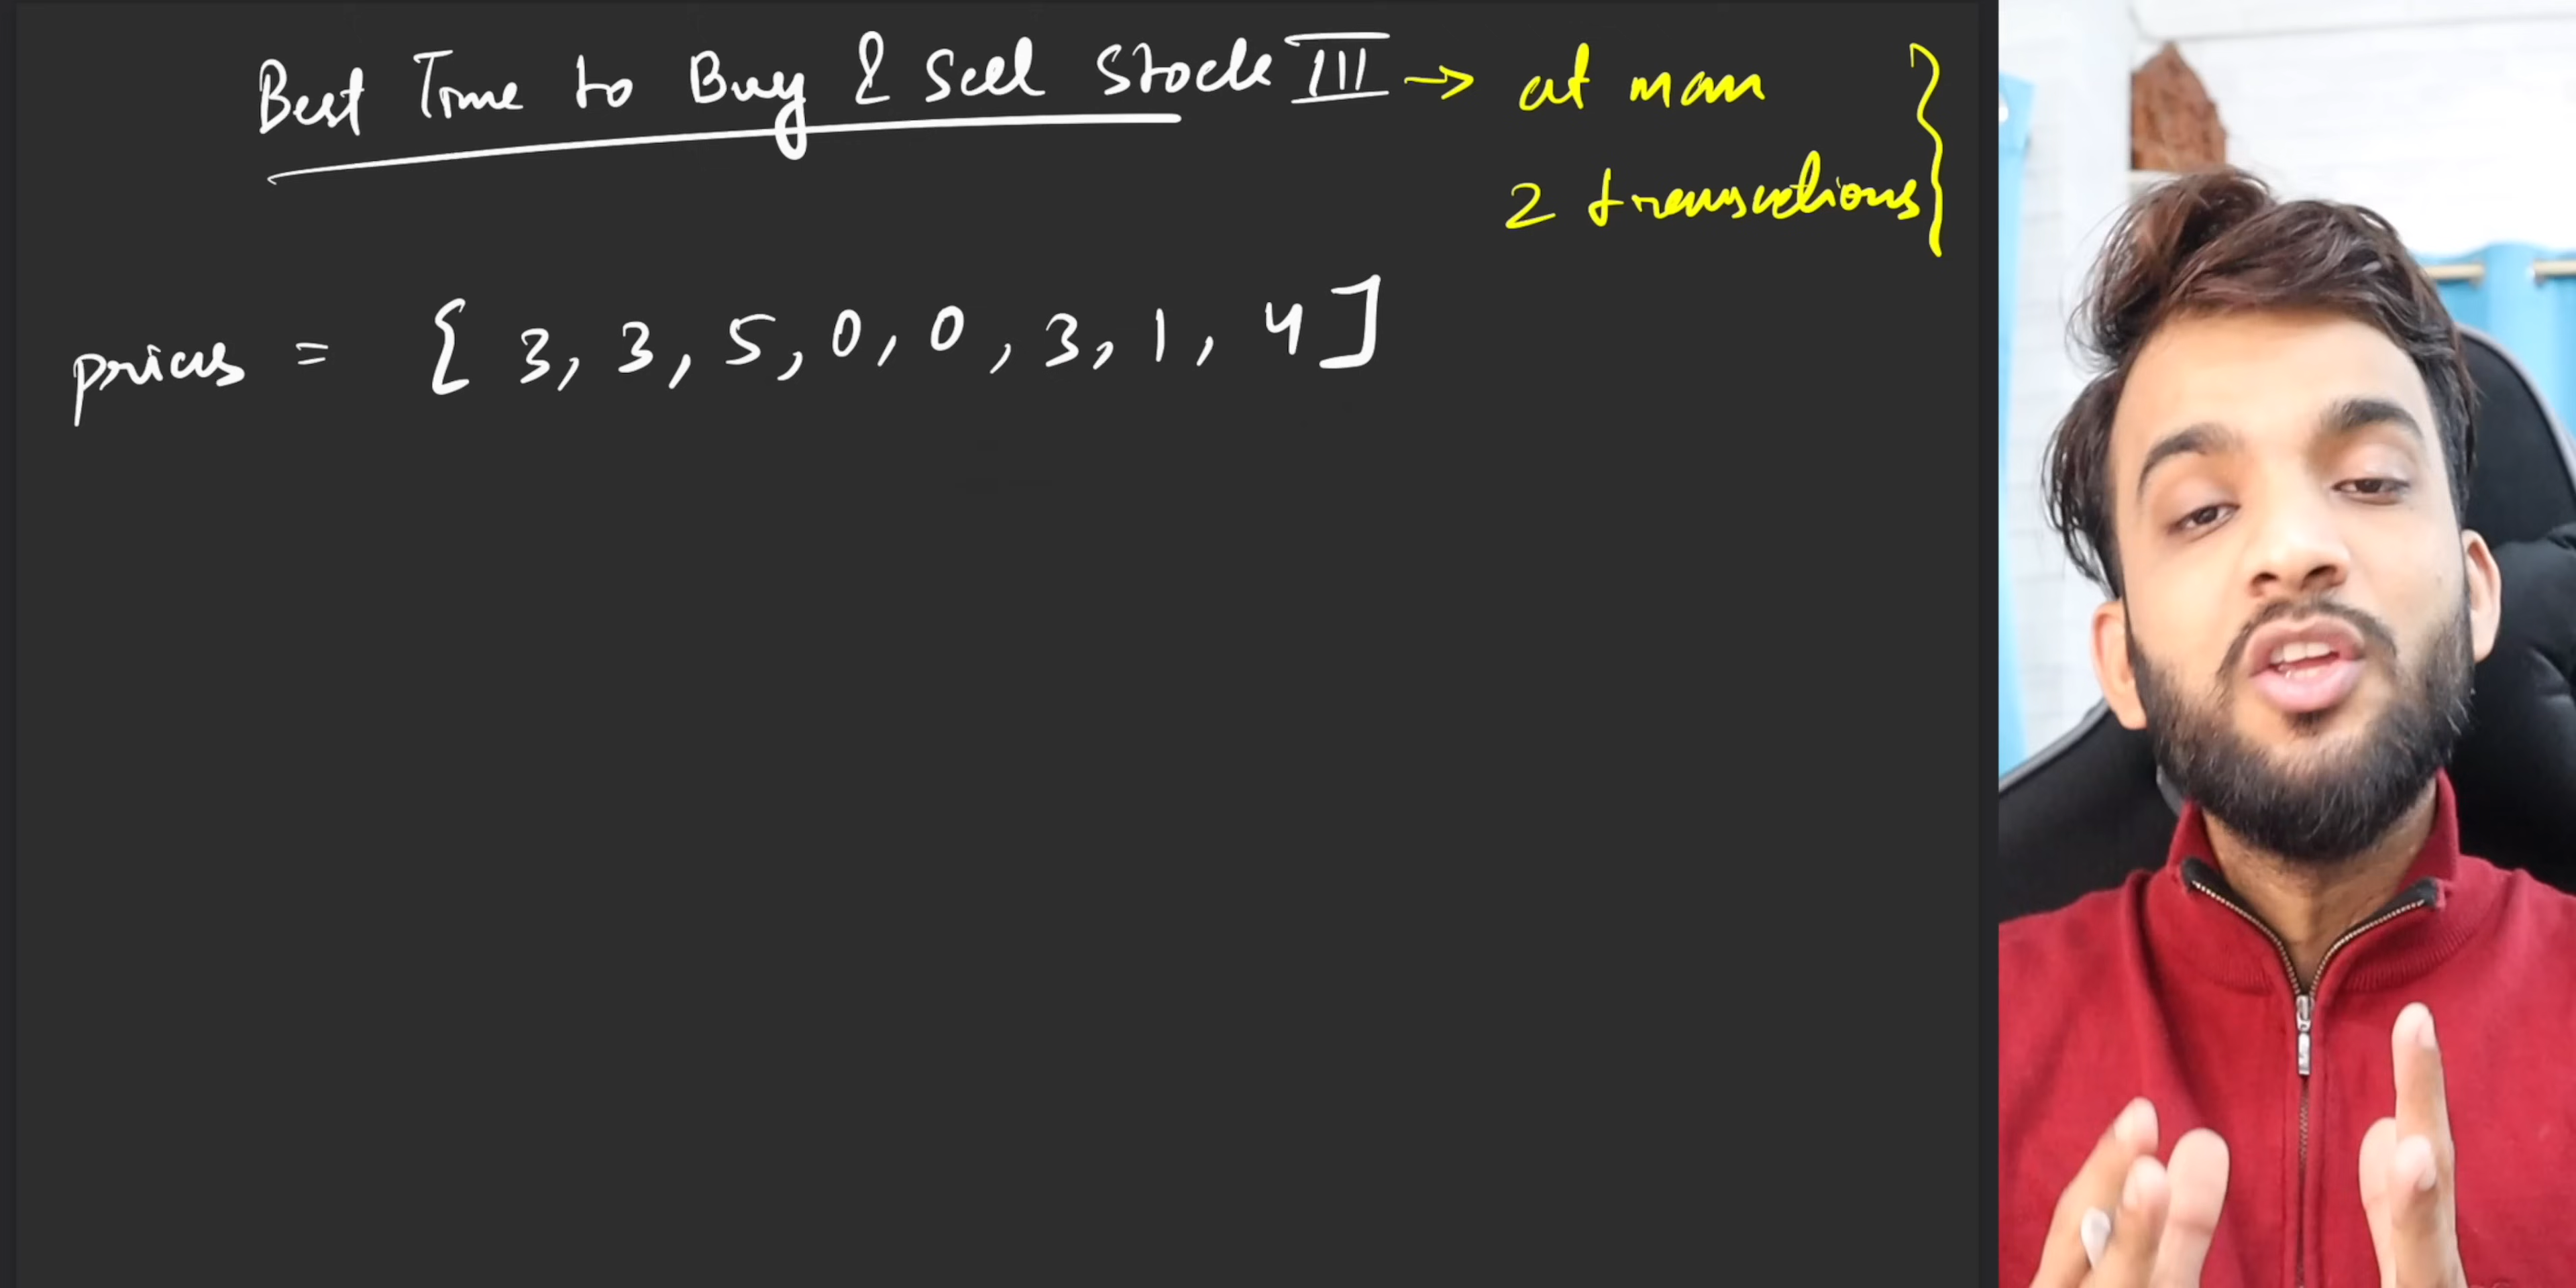 Best Time to Buy & Sell Stock III → at max
2 transactions
prices = [ 3, 3, 5, 0, 0, 3, 1, 4 ]